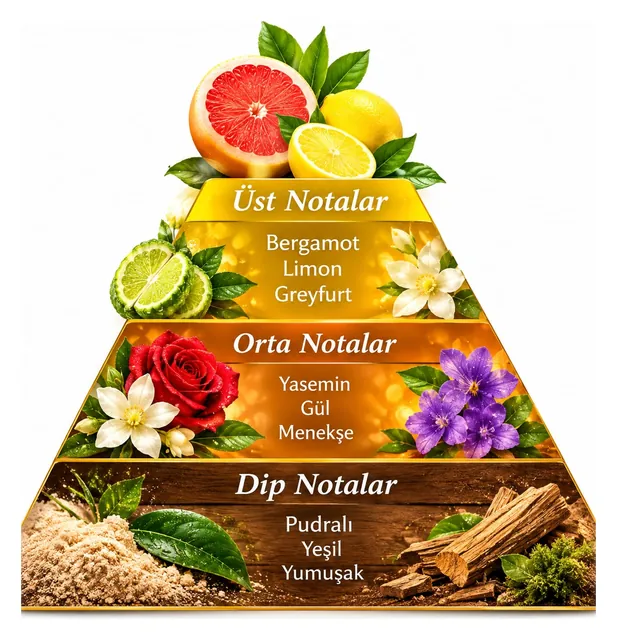 Üst Notalar
Bergamot
Limon
Greyfurt
Orta Notalar
Yasemin
Gül
Menekşe
Dip Notalar
Pudralı
Yeşil
Yumuşak